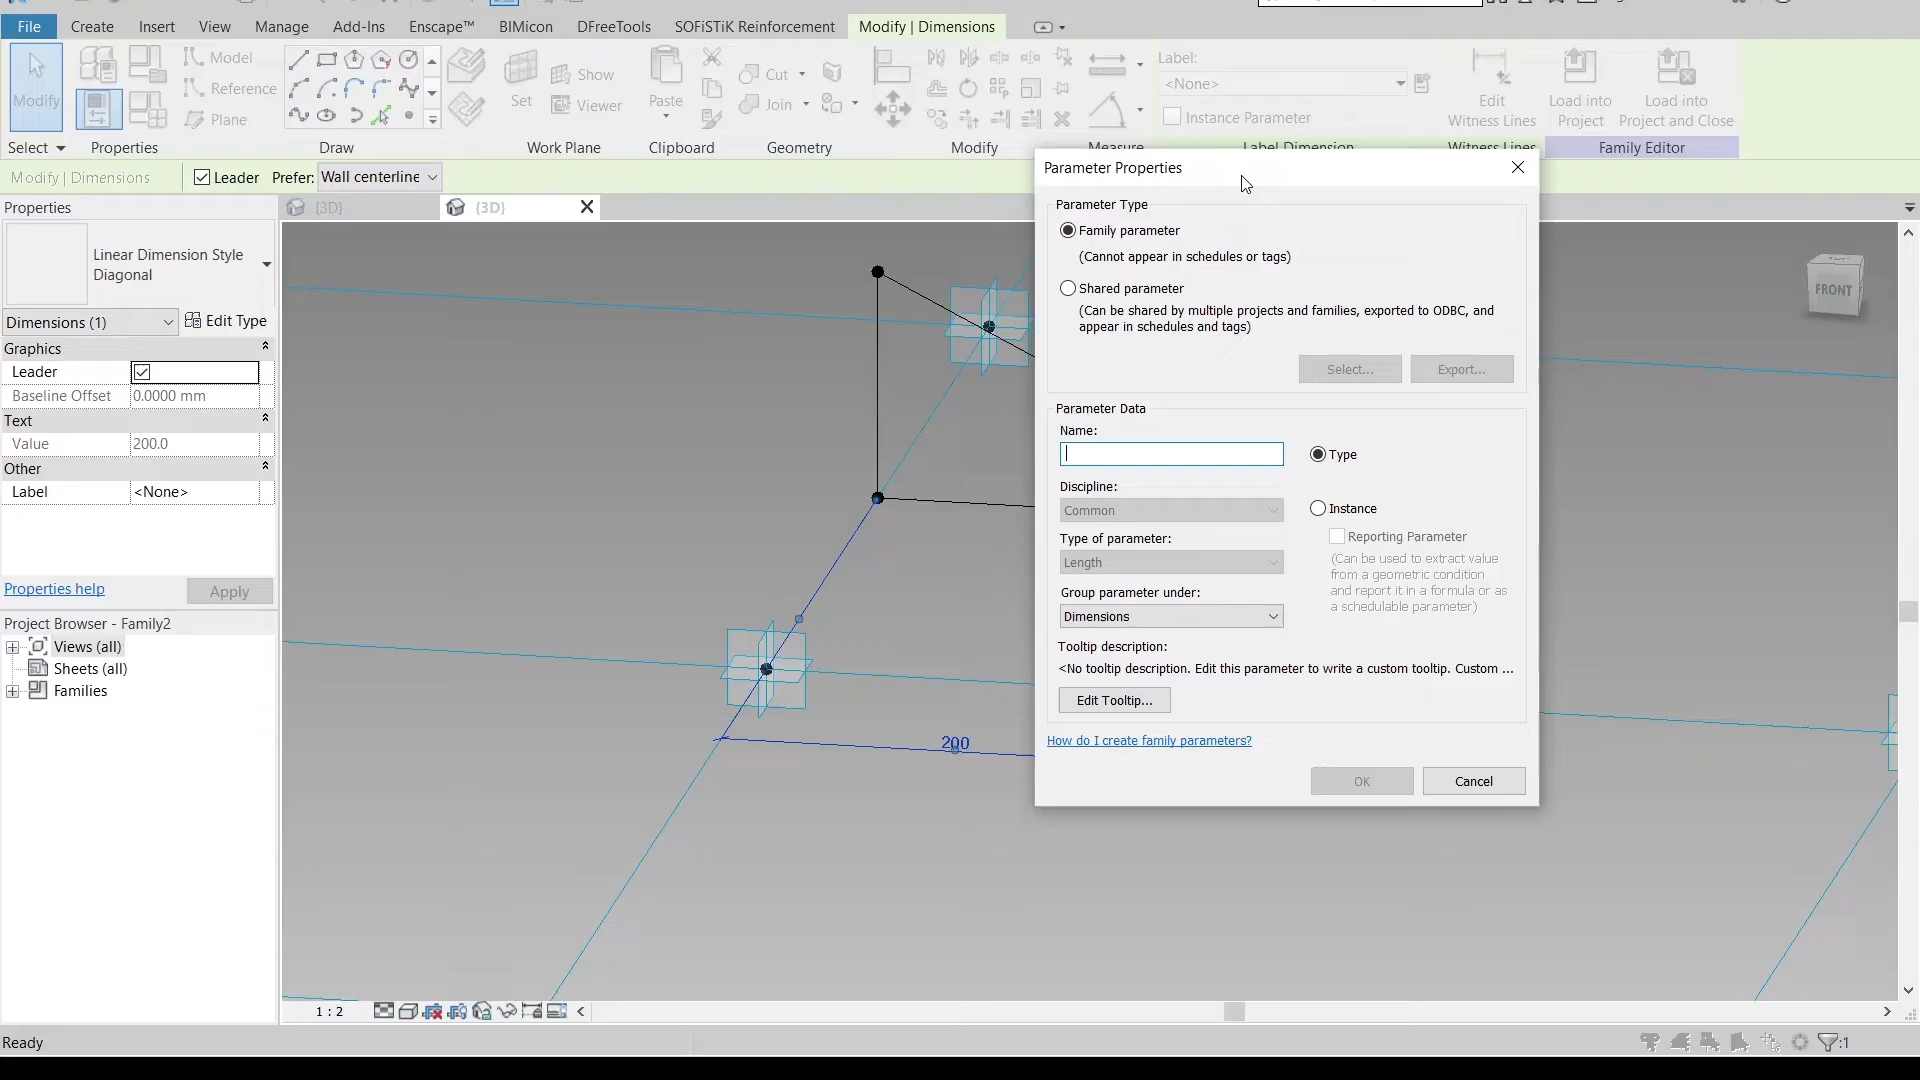 File Create Insert View Manage Add-Ins Enscape™ BIMicon DFreeTools SOFiSTiK Reinforcement Modify | Dimensions
Modify Model Reference Plane Set Show Viewer Paste Cut Join Label: <None> Instance Parameter Edit Witness Lines Load into Project Load into Project and Close
Select Properties Draw Work Plane Clipboard Geometry Modify Measure Label Dimension Witness Lines Family Editor
Modify | Dimensions Leader Prefer: Wall centerline
Properties
{3D} {3D}
Linear Dimension Style
Diagonal
Dimensions (1) Edit Type
Graphics
Leader
Baseline Offset 0.0000 mm
Text
Value 200.0
Other
Label <None>
Properties help Apply
Project Browser - Family2
Views (all)
Sheets (all)
Families
FRONT
200
Parameter Properties
Parameter Type
Family parameter
(Cannot appear in schedules or tags)
Shared parameter
(Can be shared by multiple projects and families, exported to ODBC, and
appear in schedules and tags)
Select... Export...
Parameter Data
Name:
Type
Discipline:
Common
Instance
Type of parameter:
Reporting Parameter
Length
(Can be used to extract value
from a geometric condition
and report it in a formula or as
a schedulable parameter)
Group parameter under:
Dimensions
Tooltip description:
<No tooltip description. Edit this parameter to write a custom tooltip. Custom ...
Edit Tooltip...
How do I create family parameters?
OK Cancel
1 : 2
Ready :1